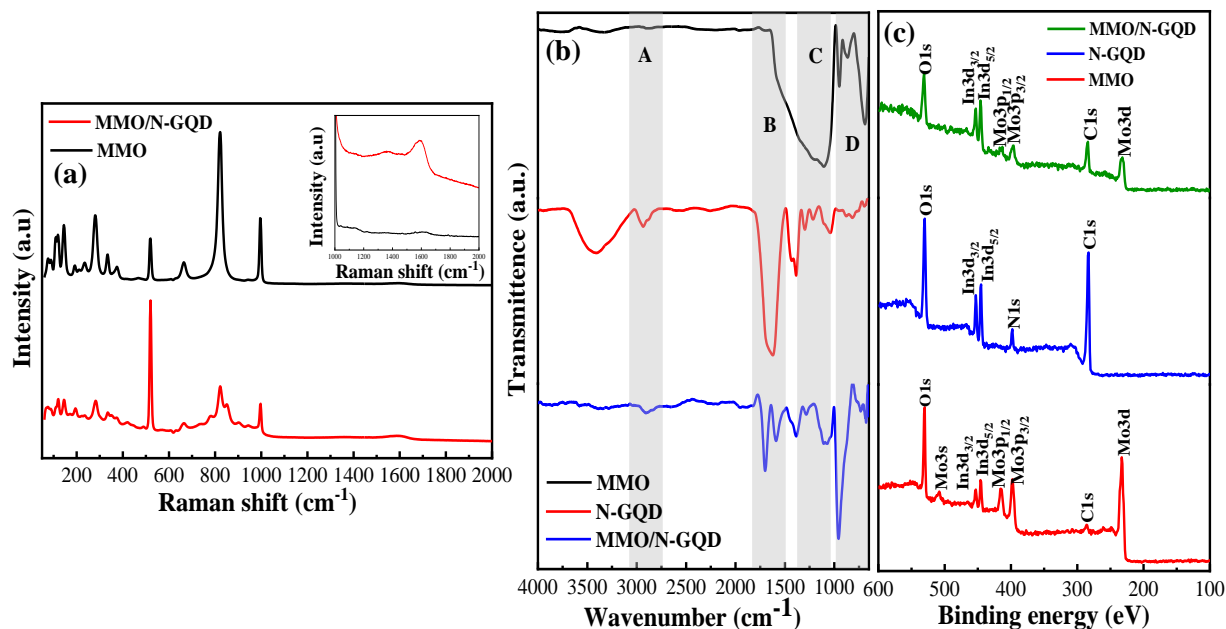 (a)
MMO/N-GQD
MMO
Intensity (a.u)
Raman shift (cm⁻¹)
200 400 600 800 1000 1200 1400 1600 1800 2000
Intensity (a.u)
Raman shift (cm⁻¹)
1000 1200 1400 1600 1800 2000
(b)
A
B
C
D
Transmittence (a.u.)
MMO
N-GQD
MMO/N-GQD
4000 3500 3000 2500 2000 1500 1000
Wavenumber (cm⁻¹)
(c)
MMO/N-GQD
N-GQD
MMO
O1s
In3d3/2
In3d5/2
Mo3p1/2
Mo3p3/2
C1s
Mo3d
O1s
In3d3/2
In3d5/2
N1s
C1s
O1s
Mo3s
In3d3/2
In3d5/2
Mo3p1/2
Mo3p3/2
C1s
Mo3d
600 500 400 300 200 100
Binding energy (eV)